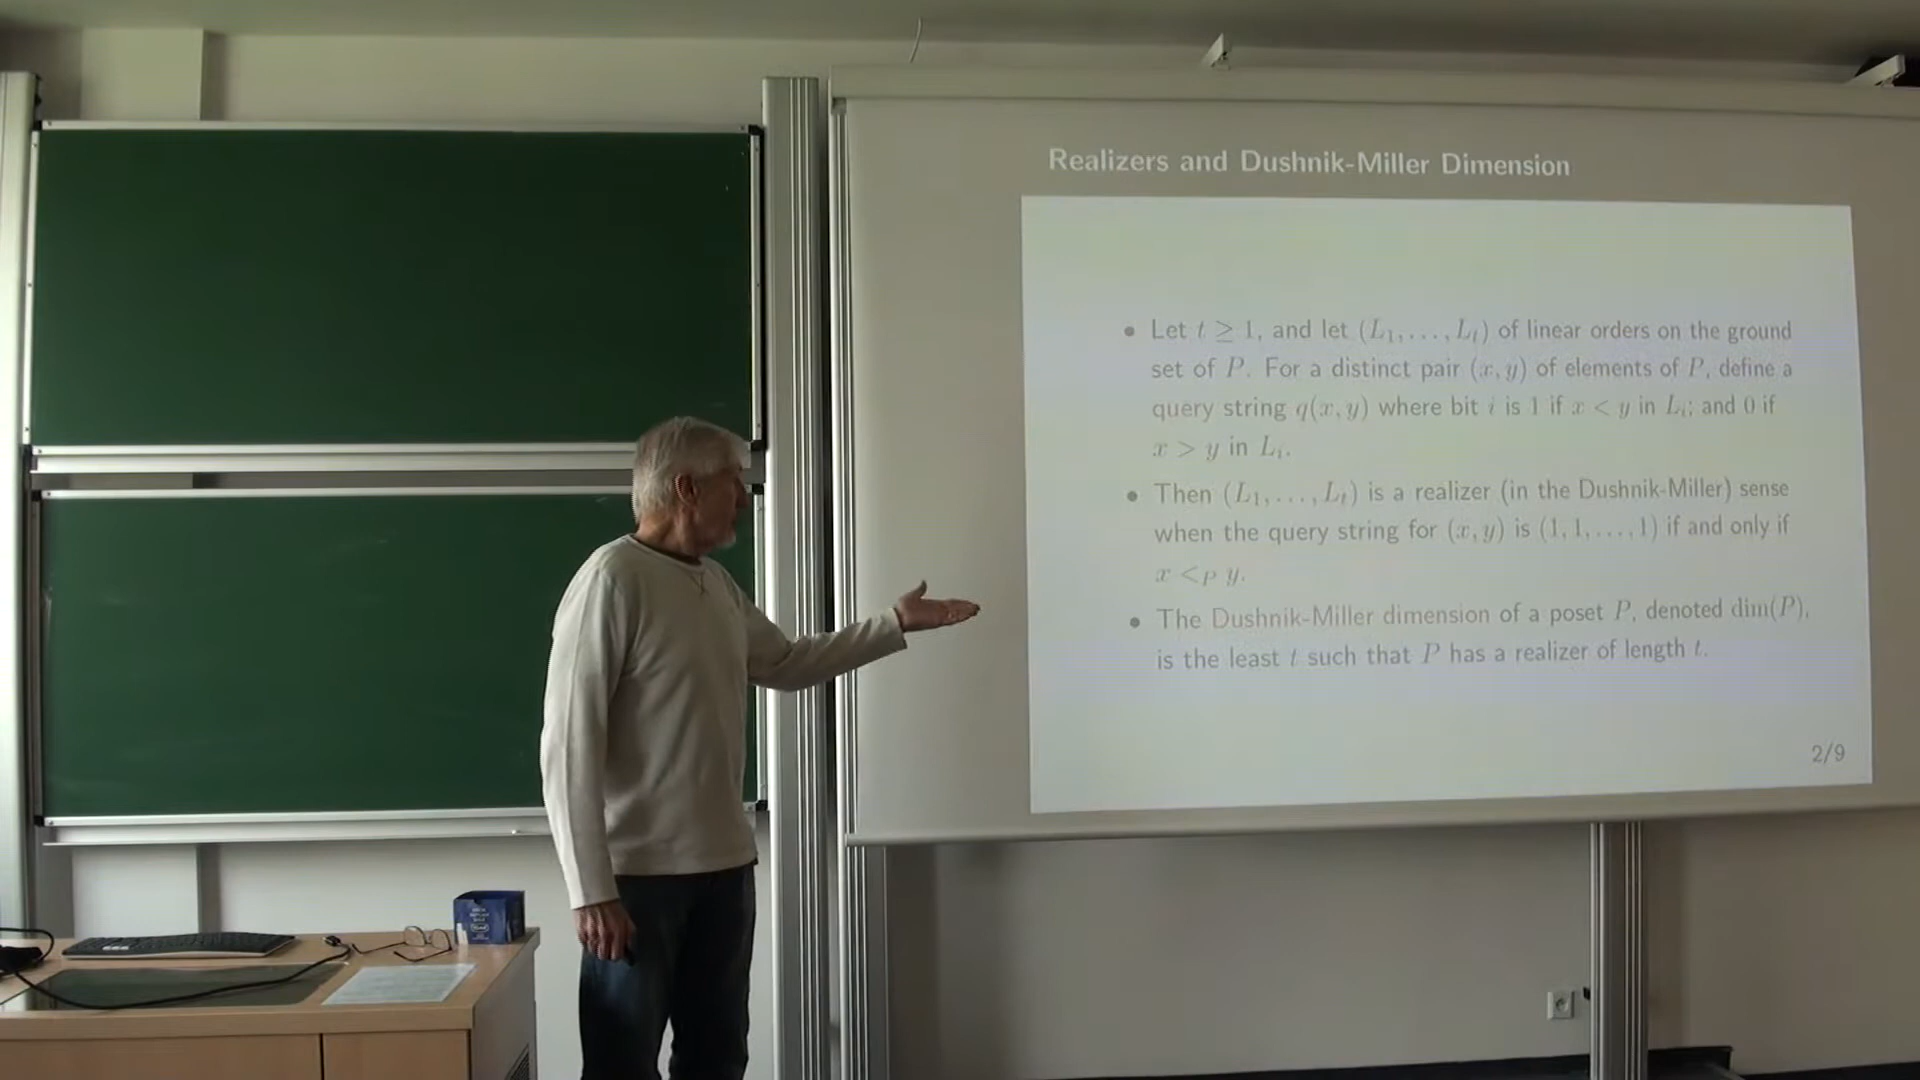 Realizers and Dushnik-Miller Dimension
• Let t ≥ 1, and let (L₁, . . . , Lₜ) of linear orders on the ground
set of P. For a distinct pair (x, y) of elements of P, define a
query string q(x, y) where bit i is 1 if x < y in Lᵢ; and 0 if
x > y in Lᵢ.
• Then (L₁, . . . , Lₜ) is a realizer (in the Dushnik-Miller) sense
when the query string for (x, y) is (1, 1, . . . , 1) if and only if
x <_P y.
• The Dushnik-Miller dimension of a poset P, denoted dim(P),
is the least t such that P has a realizer of length t.
2/9